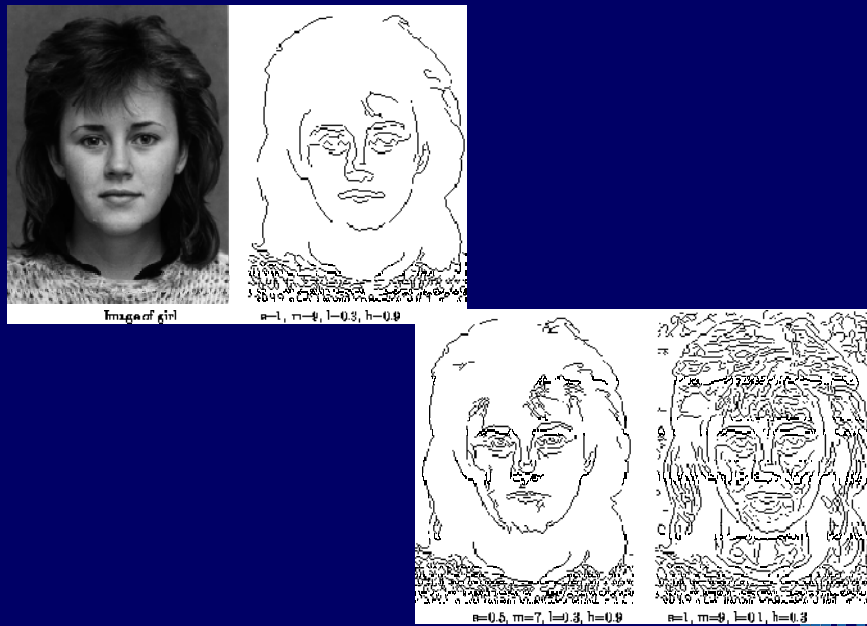 Image of girl
s=1, m=9, l=0.3, h=0.9
s=0.5, m=7, l=0.3, h=0.9
s=1, m=9, l=0.1, h=0.3